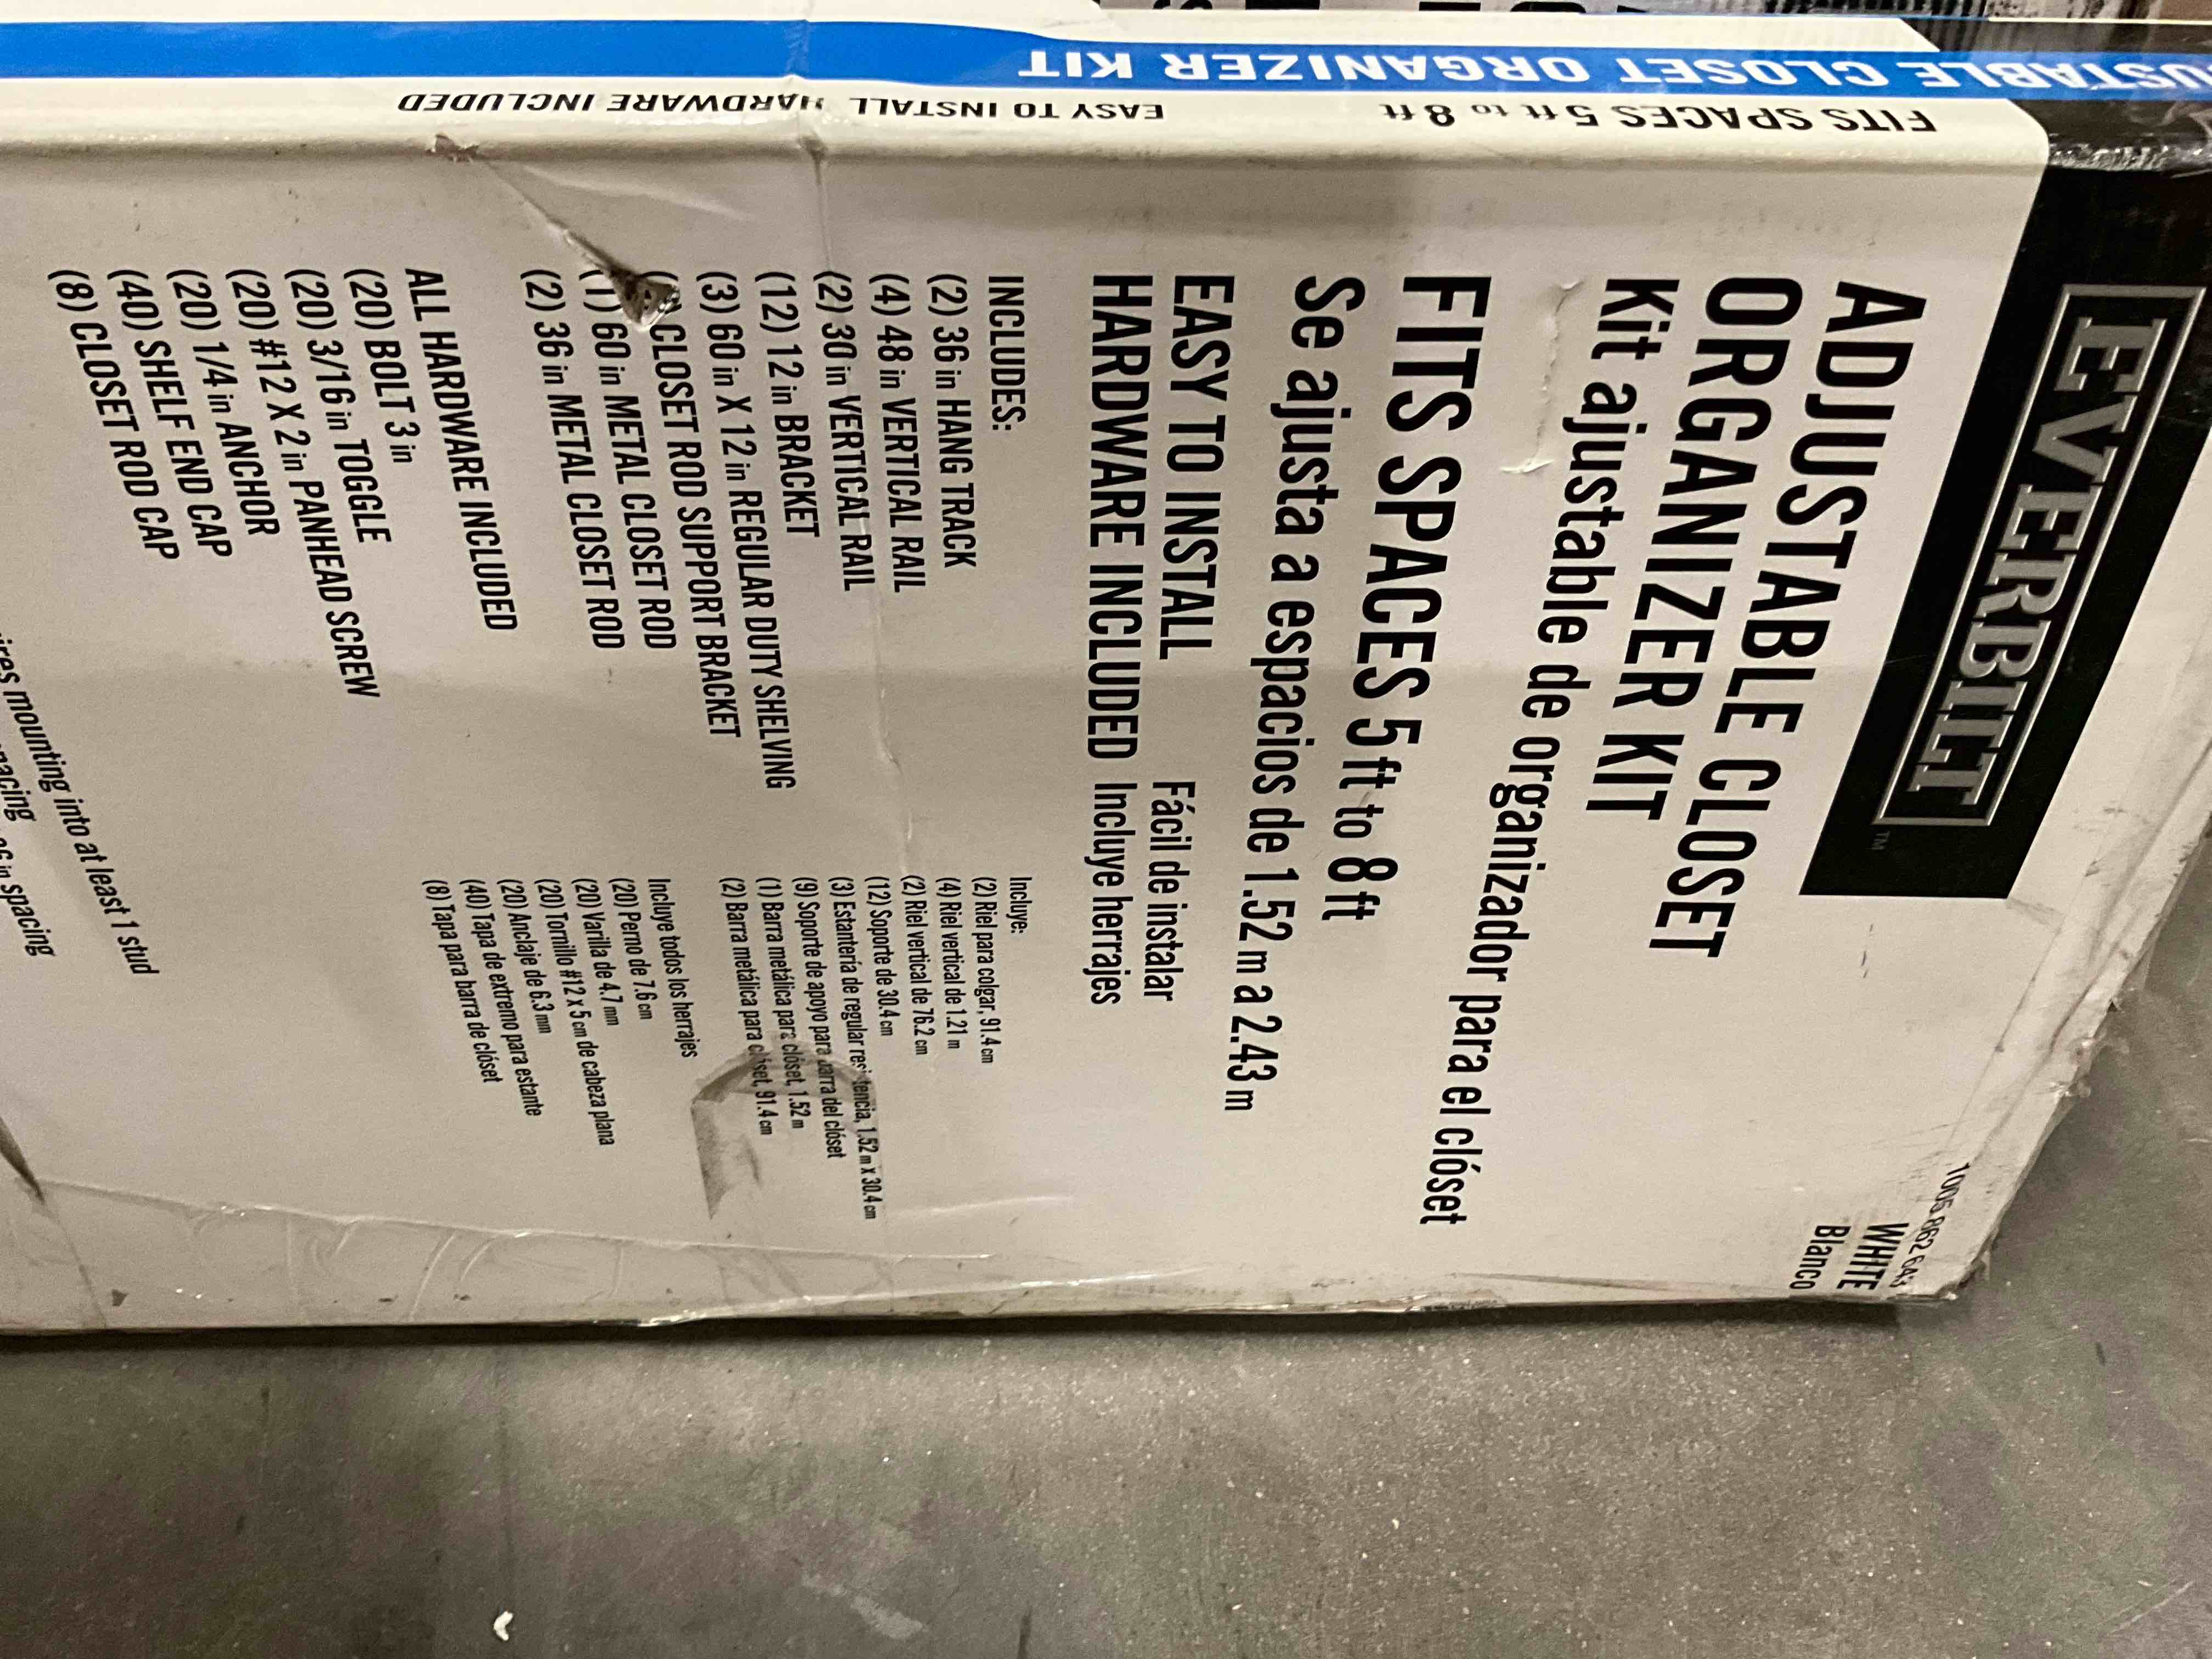 EVERBILT™
ADJUSTABLE CLOSET
ORGANIZER KIT
Kit ajustable de organizador para el clóset
WHITE
Blanco
FITS SPACES 5 ft to 8 ft
Se ajusta a espacios de 1.52 m a 2.43 m
EASY TO INSTALL Fácil de instalar
HARDWARE INCLUDED Incluye herrajes
INCLUDES:
(2) 36 in HANG TRACK
(4) 48 in VERTICAL RAIL
(2) 30 in VERTICAL RAIL
(12) 12 in BRACKET
(3) 60 in X 12 in REGULAR DUTY SHELVING
CLOSET ROD SUPPORT BRACKET
(1) 60 in METAL CLOSET ROD
(2) 36 in METAL CLOSET ROD
ALL HARDWARE INCLUDED
(20) BOLT 3 in
(20) 3/16 in TOGGLE
(20) #12 X 2 in PANHEAD SCREW
(20) 1/4 in ANCHOR
(40) SHELF END CAP
(8) CLOSET ROD CAP
Incluye:
(2) Riel para colgar, 91.4 cm
(4) Riel vertical de 1.21 m
(2) Riel vertical de 76.2 cm
(12) Soporte de 30.4 cm
(3) Estantería de regular resistencia, 1.52 m x 30.4 cm
(9) Soporte de apoyo para barra del clóset
(1) Barra metálica para clóset, 1.52 m
(2) Barra metálica para clóset, 91.4 cm
Incluye todos los herrajes
(20) Perno de 7.6 cm
(20) Varilla de 4.7 mm
(20) Tornillo #12 x 5 cm de cabeza plana
(20) Anclaje de 6.3 mm
(40) Tapa de extremo para estante
(8) Tapa para barra de clóset
mounting into at least 1 stud
in spacing
CLOSET ORGANIZER KIT
FITS SPACES 5 ft to 8 ft
EASY TO INSTALL HARDWARE INCLUDED